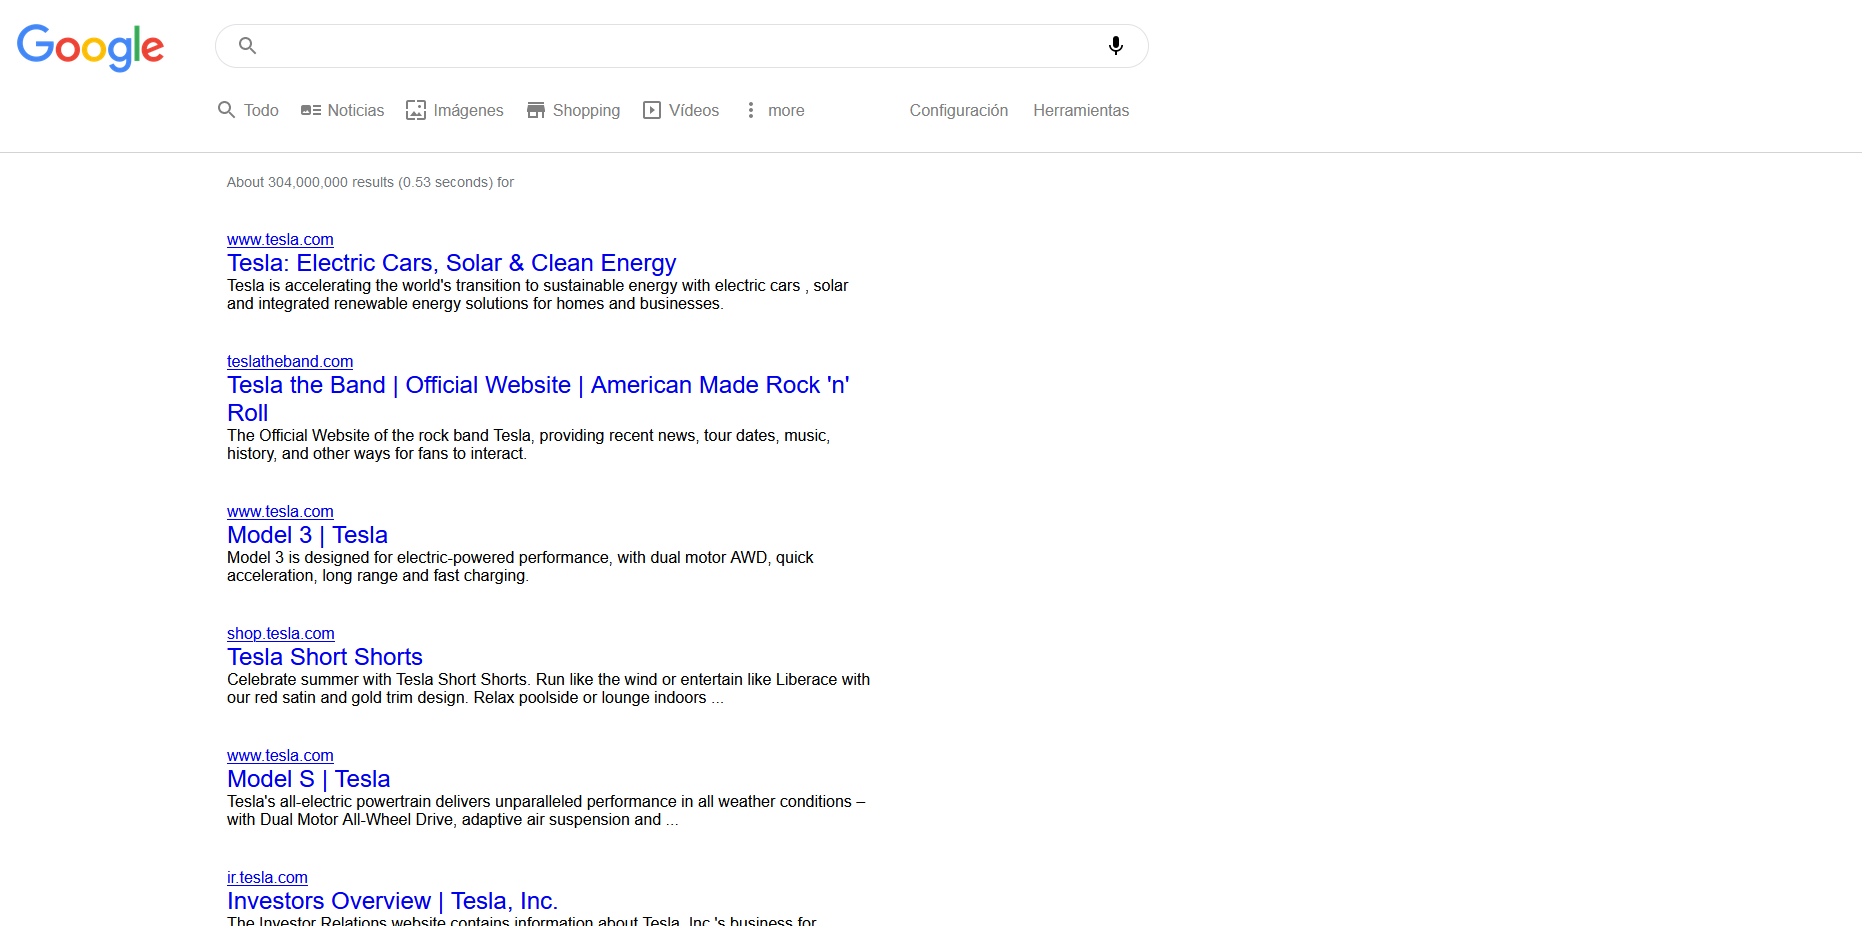 Google
Todo Noticias Imágenes Shopping Vídeos more Configuración Herramientas
About 304,000,000 results (0.53 seconds) for
www.tesla.com
Tesla: Electric Cars, Solar & Clean Energy
Tesla is accelerating the world's transition to sustainable energy with electric cars , solar
and integrated renewable energy solutions for homes and businesses.
teslatheband.com
Tesla the Band | Official Website | American Made Rock 'n'
Roll
The Official Website of the rock band Tesla, providing recent news, tour dates, music,
history, and other ways for fans to interact.
www.tesla.com
Model 3 | Tesla
Model 3 is designed for electric-powered performance, with dual motor AWD, quick
acceleration, long range and fast charging.
shop.tesla.com
Tesla Short Shorts
Celebrate summer with Tesla Short Shorts. Run like the wind or entertain like Liberace with
our red satin and gold trim design. Relax poolside or lounge indoors ...
www.tesla.com
Model S | Tesla
Tesla's all-electric powertrain delivers unparalleled performance in all weather conditions –
with Dual Motor All-Wheel Drive, adaptive air suspension and ...
ir.tesla.com
Investors Overview | Tesla, Inc.
The Investor Relations website contains information about Tesla, Inc.'s business for